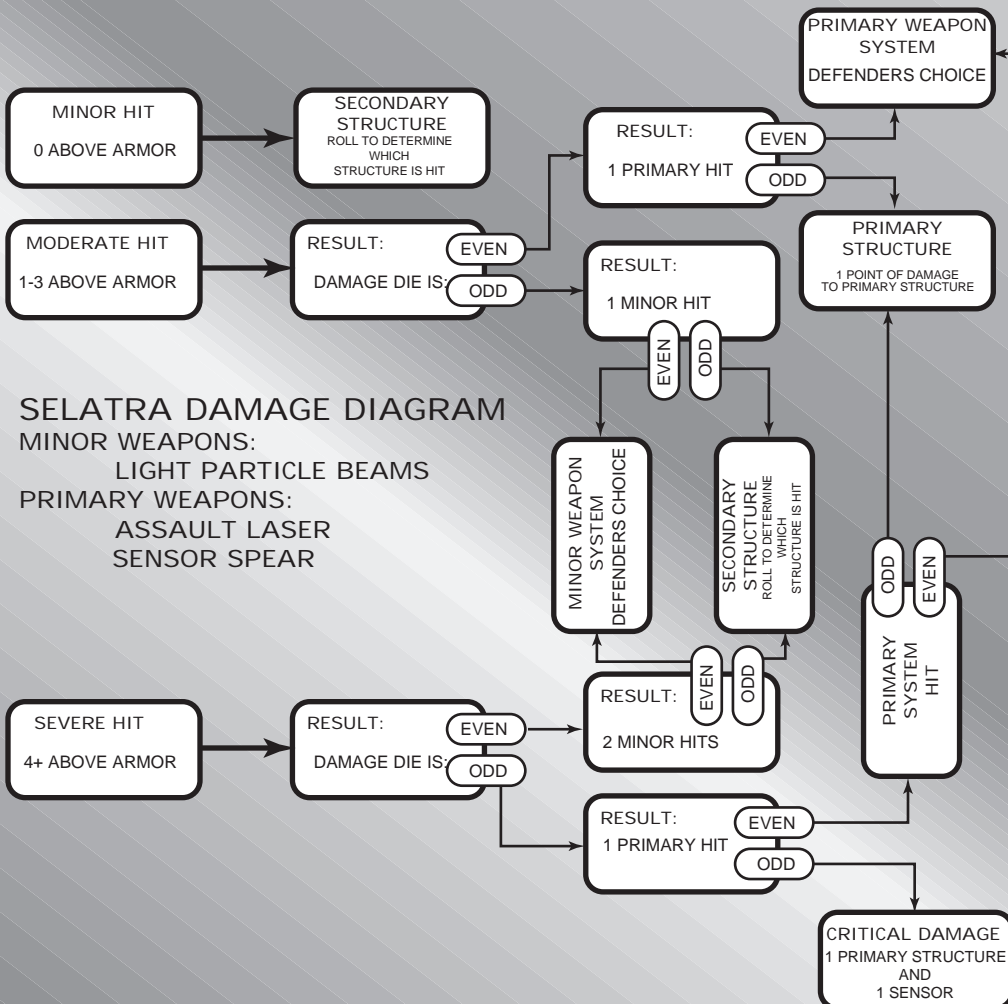 PRIMARY WEAPON
SYSTEM
DEFENDERS CHOICE
MINOR HIT
0 ABOVE ARMOR
SECONDARY
STRUCTURE
ROLL TO DETERMINE
WHICH
STRUCTURE IS HIT
RESULT:
1 PRIMARY HIT
EVEN
ODD
MODERATE HIT
1-3 ABOVE ARMOR
RESULT:
DAMAGE DIE IS:
EVEN
ODD
RESULT:
1 MINOR HIT
EVEN
ODD
PRIMARY
STRUCTURE
1 POINT OF DAMAGE
TO PRIMARY STRUCTURE
SELATRA DAMAGE DIAGRAM
MINOR WEAPONS:
LIGHT PARTICLE BEAMS
PRIMARY WEAPONS:
ASSAULT LASER
SENSOR SPEAR
MINOR WEAPON
SYSTEM
DEFENDERS CHOICE
SECONDARY
STRUCTURE
ROLL TO DETERMINE
WHICH
STRUCTURE IS HIT
ODD
EVEN
PRIMARY
SYSTEM
HIT
SEVERE HIT
4+ ABOVE ARMOR
RESULT:
DAMAGE DIE IS:
EVEN
ODD
RESULT:
2 MINOR HITS
EVEN
ODD
RESULT:
1 PRIMARY HIT
EVEN
ODD
CRITICAL DAMAGE
1 PRIMARY STRUCTURE
AND
1 SENSOR